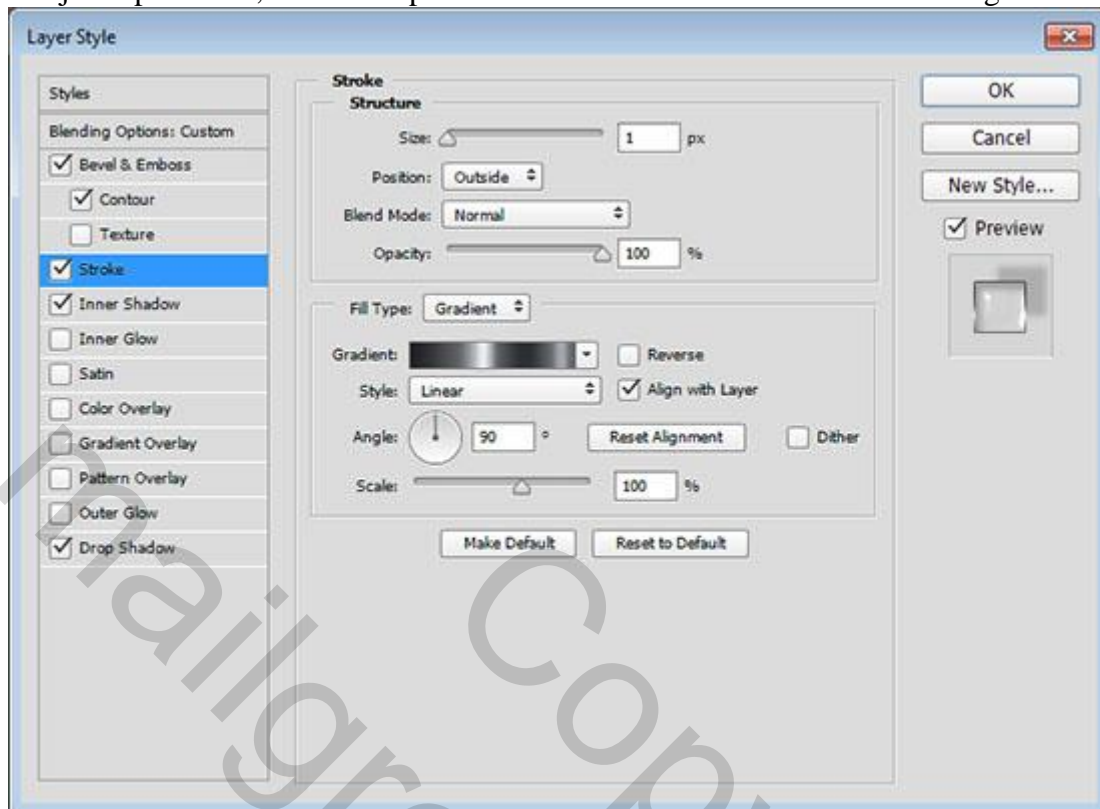 Layer Style
Styles
Blending Options: Custom
Bevel & Emboss
Contour
Texture
Stroke
Inner Shadow
Inner Glow
Satin
Color Overlay
Gradient Overlay
Pattern Overlay
Outer Glow
Drop Shadow
Stroke
Structure
Size: 1 px
Position: Outside
Blend Mode: Normal
Opacity: 100 %
Fill Type: Gradient
Gradient: Reverse
Style: Linear Align with Layer
Angle: 90 ° Reset Alignment Dither
Scale: 100 %
Make Default Reset to Default
OK
Cancel
New Style...
Preview